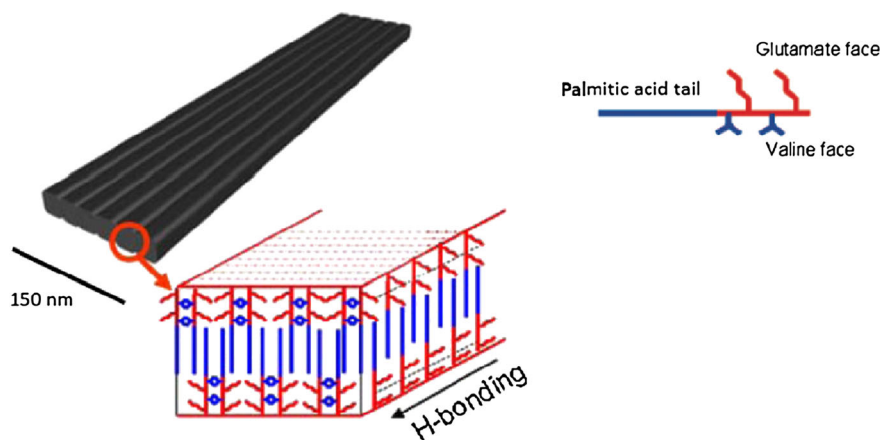 Glutamate face
Palmitic acid tail
Valine face
150 nm
H-bonding